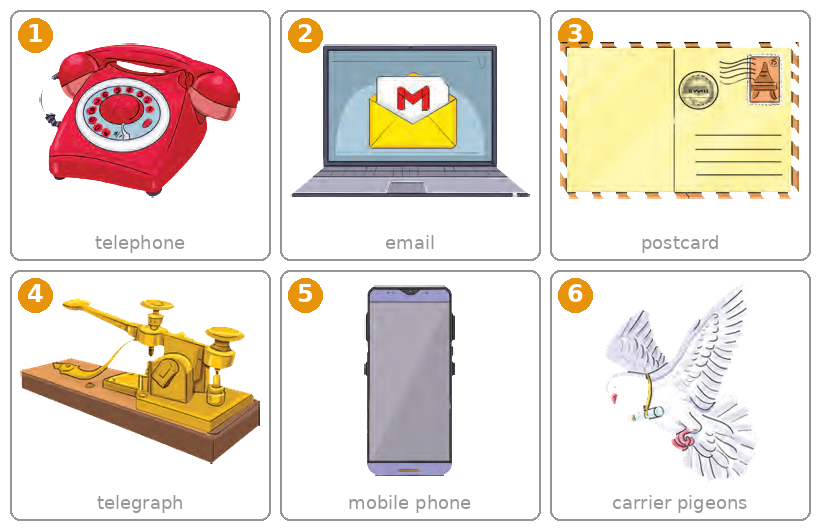 1
telephone
2
M
email
3
postcard
4
telegraph
5
mobile phone
6
carrier pigeons